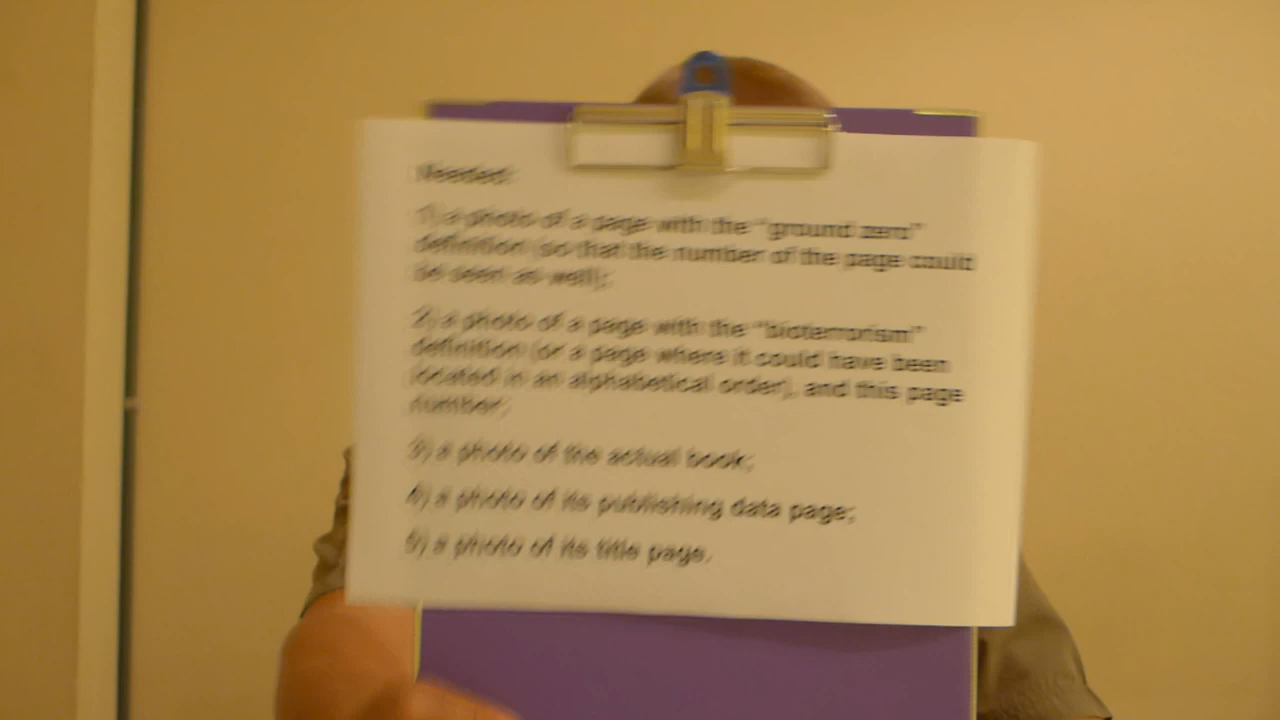 Needed:
1) a photo of a page with the "ground zero"
definition (so that the number of the page could
be seen as well);
2) a photo of a page with the "bioterrorism"
definition (or a page where it could have been
located in an alphabetical order), and this page
number;
3) a photo of the actual book;
4) a photo of its publishing data page;
5) a photo of its title page.